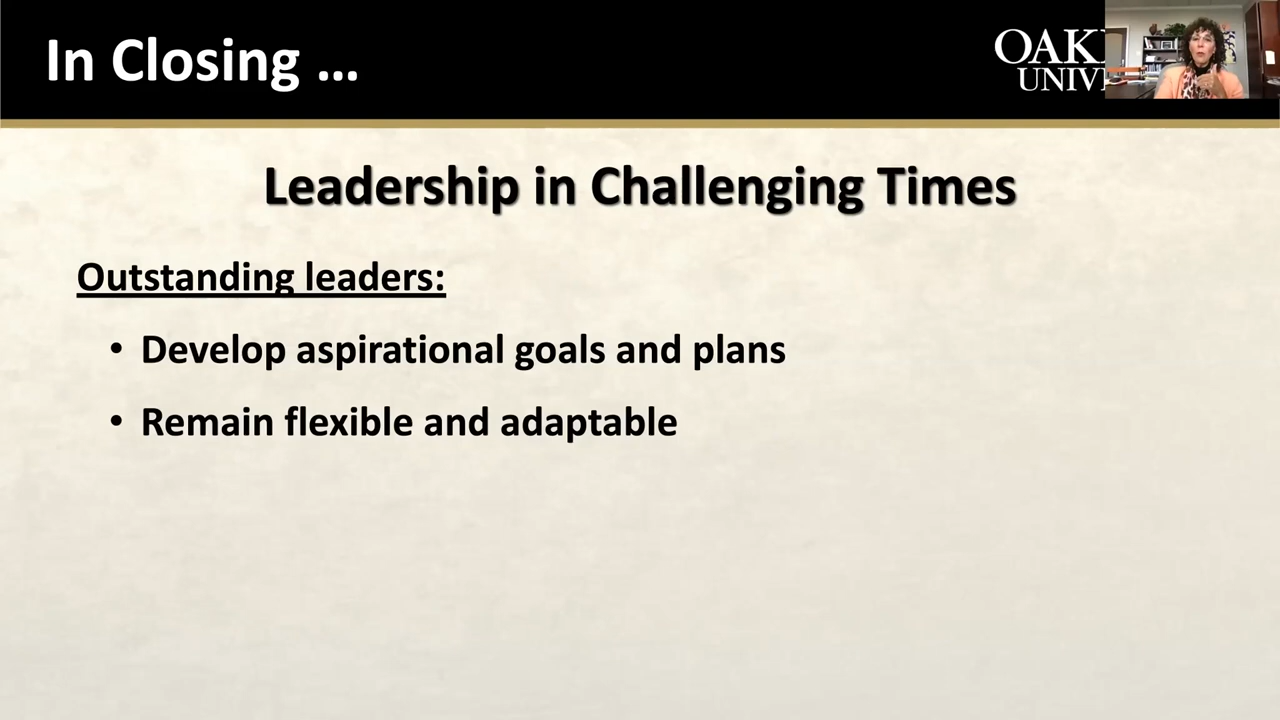 In Closing ...
OAK
UNIV
Leadership in Challenging Times
Outstanding leaders:
• Develop aspirational goals and plans
• Remain flexible and adaptable